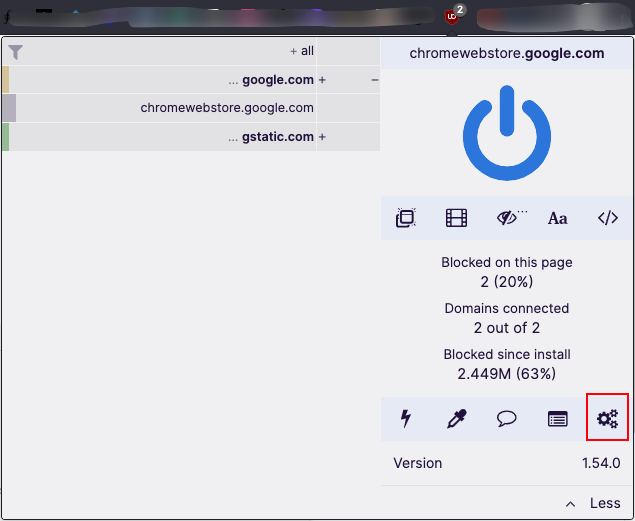 2
+ all
... google.com + −
chromewebstore.google.com
... gstatic.com +
chromewebstore.google.com
Aa </>
Blocked on this page
2 (20%)
Domains connected
2 out of 2
Blocked since install
2.449M (63%)
Version 1.54.0
Less